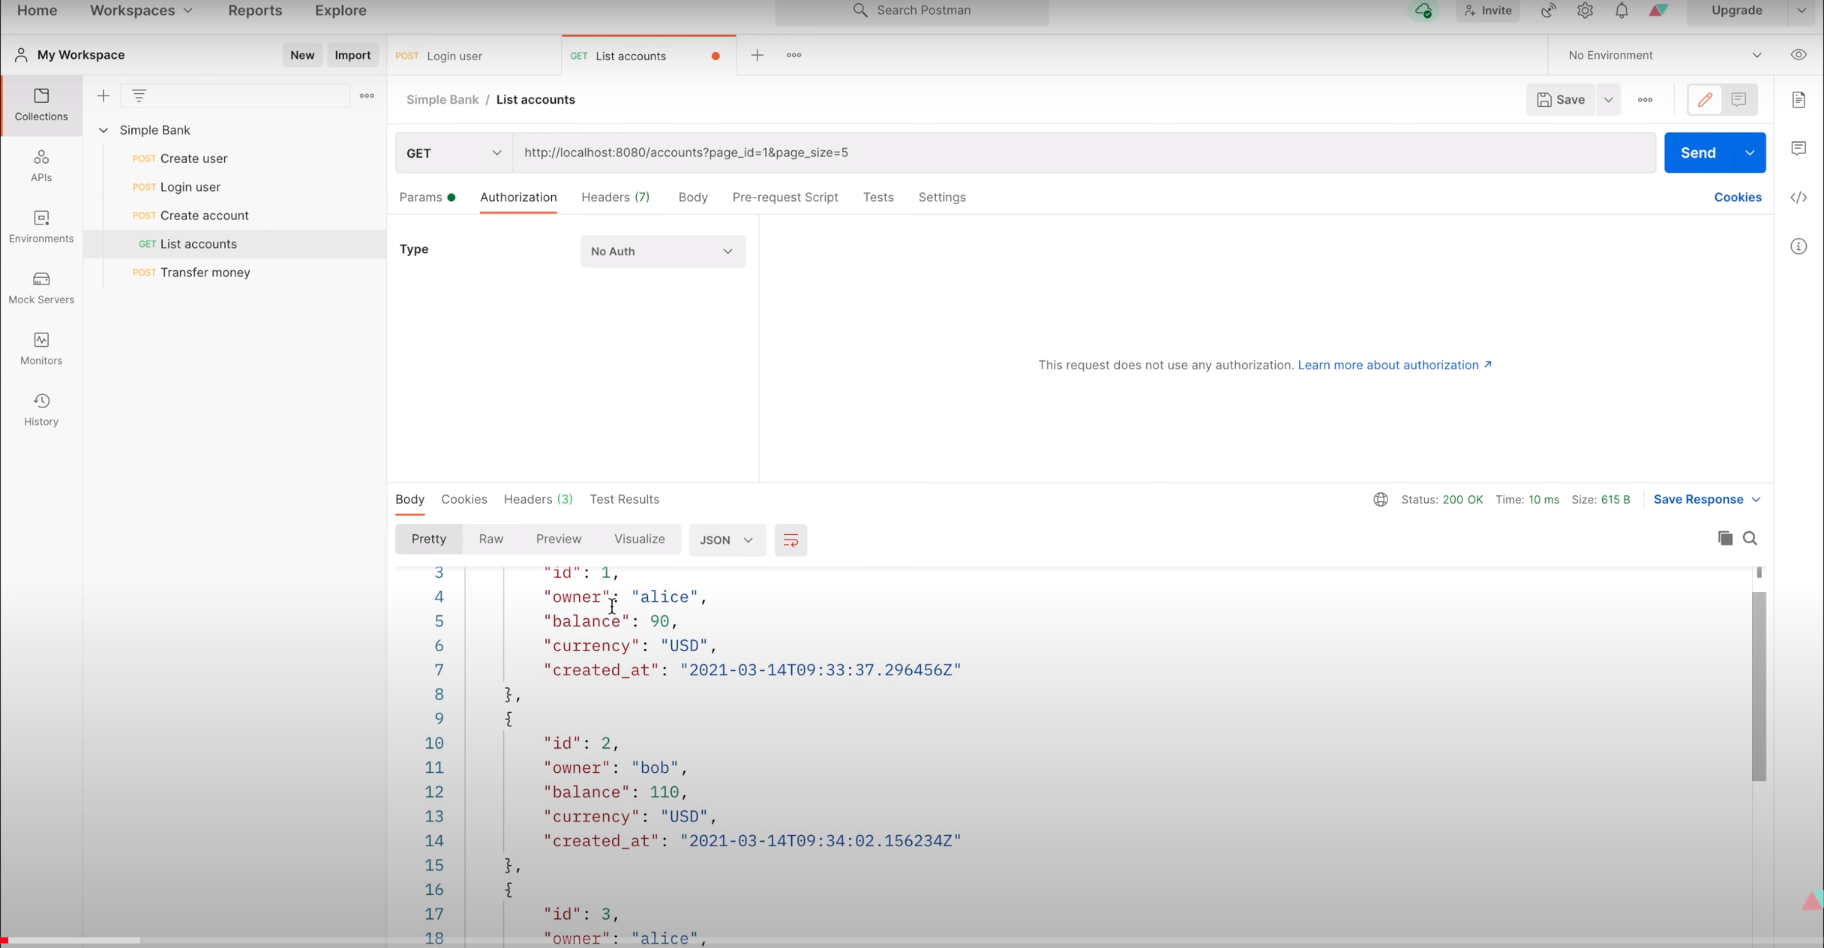 Home Workspaces Reports Explore Search Postman Invite Upgrade
My Workspace New Import POST Login user GET List accounts No Environment
Collections
APIs
Environments
Mock Servers
Monitors
History
Simple Bank
POST Create user
POST Login user
POST Create account
GET List accounts
POST Transfer money
Simple Bank / List accounts Save
GET http://localhost:8080/accounts?page_id=1&page_size=5 Send
Params Authorization Headers (7) Body Pre-request Script Tests Settings Cookies
Type No Auth
This request does not use any authorization. Learn more about authorization ↗
Body Cookies Headers (3) Test Results Status: 200 OK Time: 10 ms Size: 615 B Save Response
Pretty Raw Preview Visualize JSON
3 "id": 1,
4 "owner": "alice",
5 "balance": 90,
6 "currency": "USD",
7 "created_at": "2021-03-14T09:33:37.296456Z"
8 },
9 {
10 "id": 2,
11 "owner": "bob",
12 "balance": 110,
13 "currency": "USD",
14 "created_at": "2021-03-14T09:34:02.156234Z"
15 },
16 {
17 "id": 3,
18 "owner": "alice",